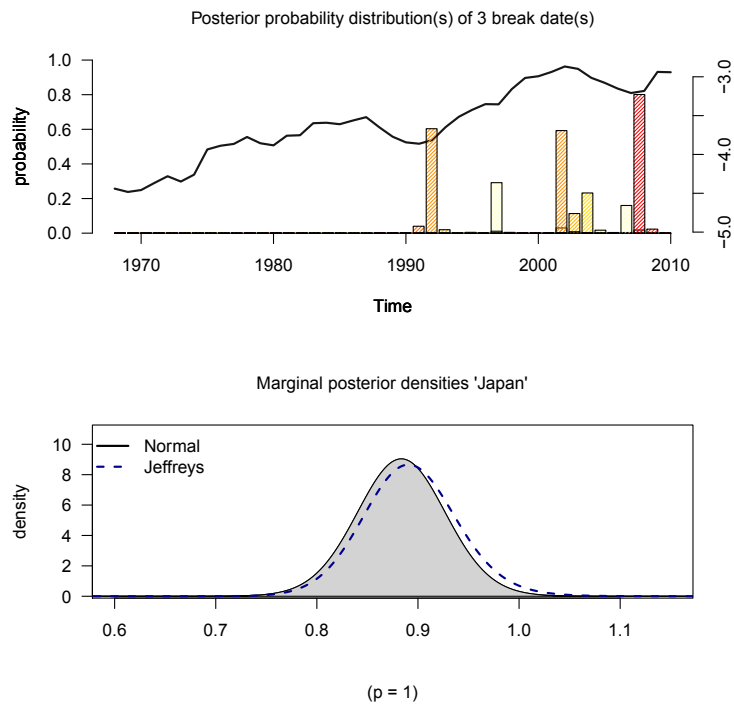 Posterior probability distribution(s) of 3 break date(s)
probability
1.0
0.8
0.6
0.4
0.2
0.0
−3.0
−4.0
−5.0
1970 1980 1990 2000 2010
Time
Marginal posterior densities 'Japan'
density
10
8
6
4
2
0
Normal
Jeffreys
0.6 0.7 0.8 0.9 1.0 1.1
(p = 1)